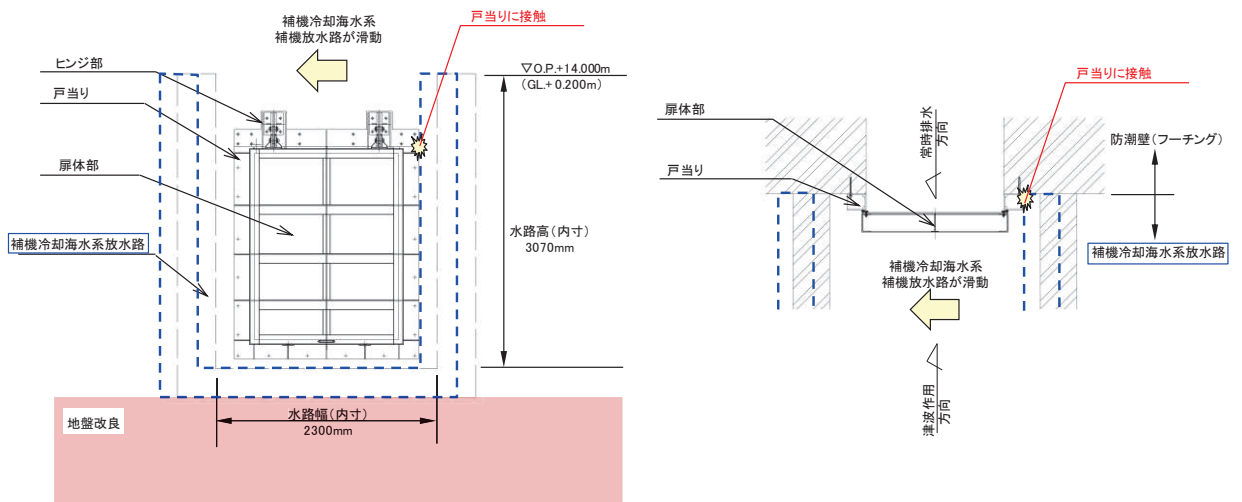 補機冷却海水系
補機放水路が滑動
戸当りに接触
ヒンジ部
戸当り
扉体部
補機冷却海水系放水路
▽O.P.+14.000m
(GL.+0.200m)
水路高(内寸)
3070mm
地盤改良
水路幅(内寸)
2300mm
戸当りに接触
扉体部
戸当り
常時排水
方向
防潮壁(フーチング)
補機冷却海水系放水路
補機冷却海水系
補機放水路が滑動
津波作用
方向